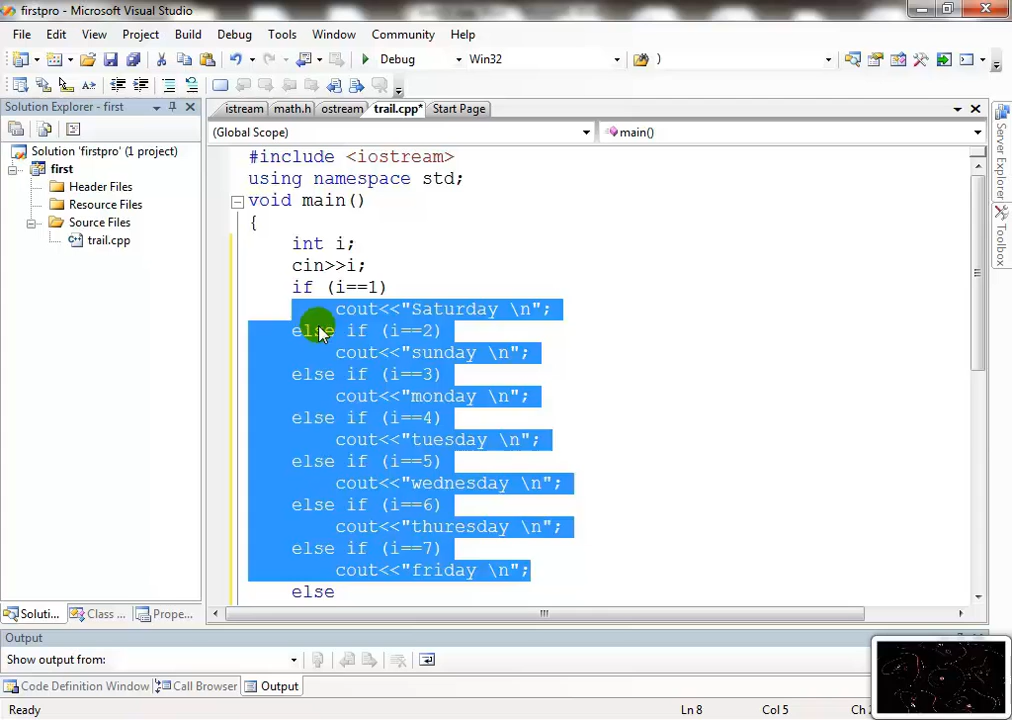 firstpro - Microsoft Visual Studio
File Edit View Project Build Debug Tools Window Community Help
Debug Win32 )
Solution Explorer - first
istream math.h ostream trail.cpp* Start Page
(Global Scope) main()
Solution 'firstpro' (1 project)
first
Header Files
Resource Files
Source Files
trail.cpp
#include <iostream>
using namespace std;
void main()
{
int i;
cin>>i;
if (i==1)
cout<<"Saturday \n";
else if (i==2)
cout<<"sunday \n";
else if (i==3)
cout<<"monday \n";
else if (i==4)
cout<<"tuesday \n";
else if (i==5)
cout<<"wednesday \n";
else if (i==6)
cout<<"thuresday \n";
else if (i==7)
cout<<"friday \n";
else
Server Explorer
Toolbox
Soluti... Class ... Prope...
Output
Show output from:
Code Definition Window Call Browser Output
Ready Ln 8 Col 5 Ch